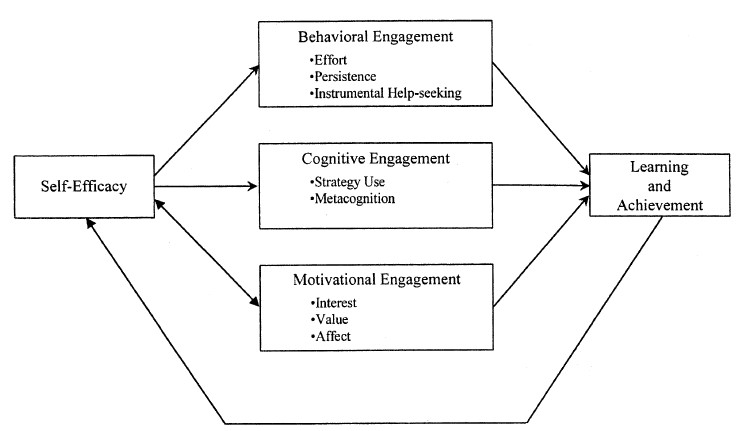 Behavioral Engagement
•Effort
•Persistence
•Instrumental Help-seeking
Self-Efficacy
Cognitive Engagement
•Strategy Use
•Metacognition
Learning
and
Achievement
Motivational Engagement
•Interest
•Value
•Affect